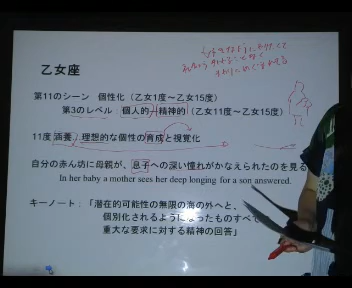 乙女座
第11のシーン 個性化（乙女1度～乙女15度）
第3のレベル 個人的 精神的（乙女11度～乙女15度）
11度 涵養／理想的な個性の育成と視覚化
自分の赤ん坊に母親が、息子への深い憧れがかなえられたのを見る
In her baby a mother sees her deep longing for a son answered.
キーノート：「潜在的可能性の無限の海の外へと、
個別化されるようになったものすべて
重大な要求に対する精神の回答」